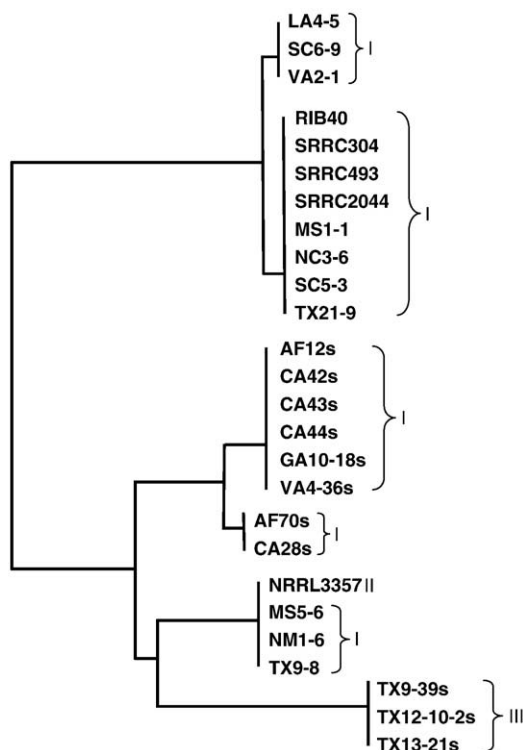 LA4-5
SC6-9 I
VA2-1
RIB40
SRRC304
SRRC493
SRRC2044
MS1-1 I
NC3-6
SC5-3
TX21-9
AF12s
CA42s
CA43s
CA44s I
GA10-18s
VA4-36s
AF70s I
CA28s
NRRL3357 II
MS5-6
NM1-6 I
TX9-8
TX9-39s
TX12-10-2s III
TX13-21s